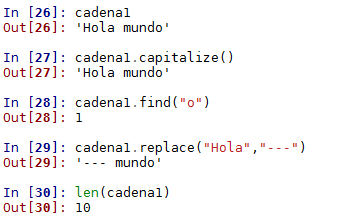 In [26]: cadena1
Out[26]: 'Hola mundo'
In [27]: cadena1.capitalize()
Out[27]: 'Hola mundo'
In [28]: cadena1.find("o")
Out[28]: 1
In [29]: cadena1.replace("Hola","---")
Out[29]: '--- mundo'
In [30]: len(cadena1)
Out[30]: 10